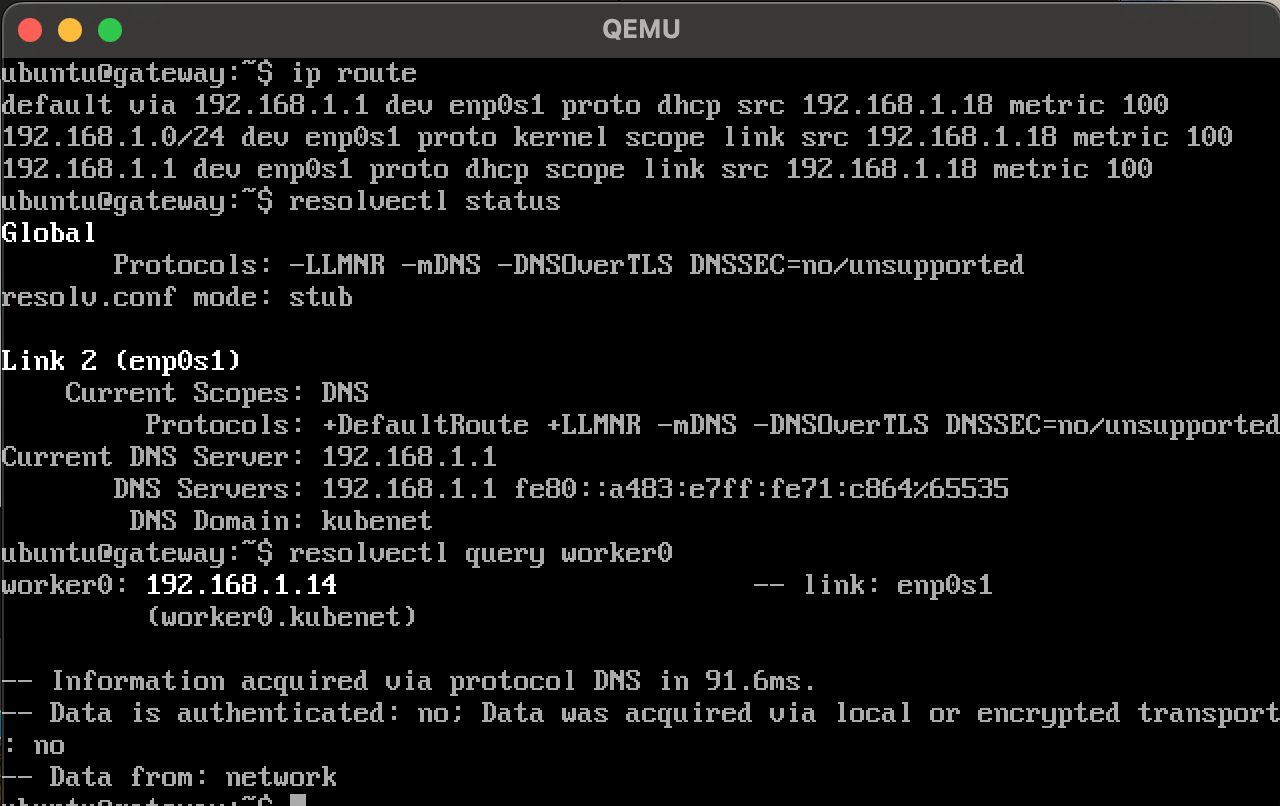 QEMU
ubuntu@gateway:~$ ip route
default via 192.168.1.1 dev enp0s1 proto dhcp src 192.168.1.18 metric 100
192.168.1.0/24 dev enp0s1 proto kernel scope link src 192.168.1.18 metric 100
192.168.1.1 dev enp0s1 proto dhcp scope link src 192.168.1.18 metric 100
ubuntu@gateway:~$ resolvectl status
Global
Protocols: -LLMNR -mDNS -DNSOverTLS DNSSEC=no/unsupported
resolv.conf mode: stub
Link 2 (enp0s1)
Current Scopes: DNS
Protocols: +DefaultRoute +LLMNR -mDNS -DNSOverTLS DNSSEC=no/unsupported
Current DNS Server: 192.168.1.1
DNS Servers: 192.168.1.1 fe80::a483:e7ff:fe71:c864%65535
DNS Domain: kubenet
ubuntu@gateway:~$ resolvectl query worker0
worker0: 192.168.1.14 -- link: enp0s1
(worker0.kubenet)
-- Information acquired via protocol DNS in 91.6ms.
-- Data is authenticated: no; Data was acquired via local or encrypted transport
: no
-- Data from: network
ubuntu@gateway:~$